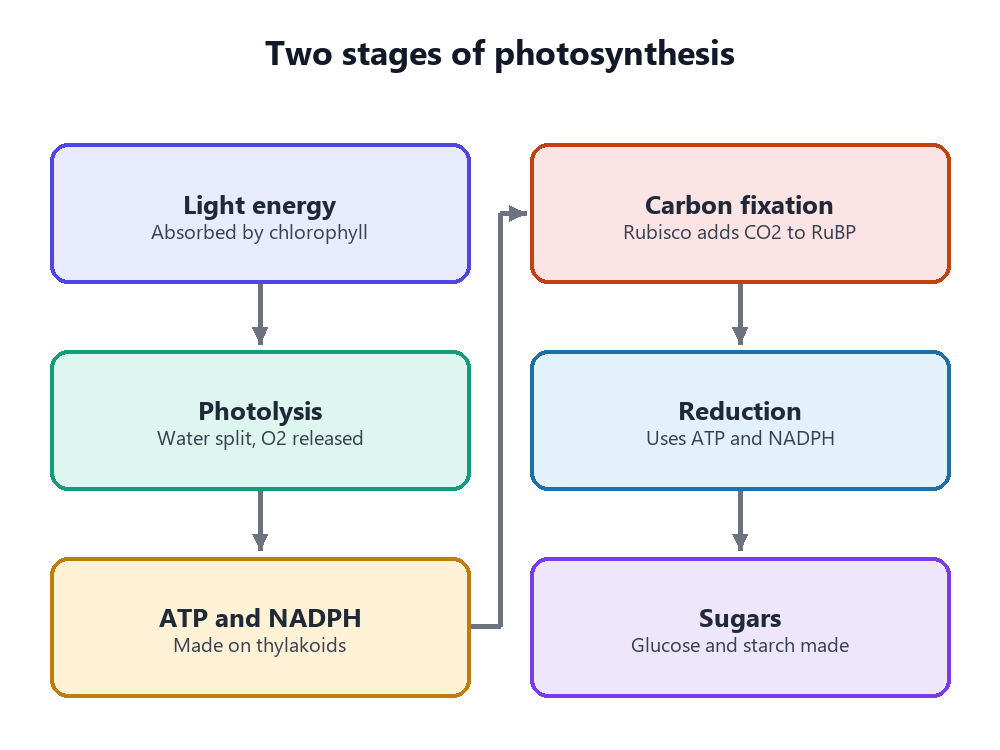 Two stages of photosynthesis
Light energy
Absorbed by chlorophyll
Photolysis
Water split, O2 released
ATP and NADPH
Made on thylakoids
Carbon fixation
Rubisco adds CO2 to RuBP
Reduction
Uses ATP and NADPH
Sugars
Glucose and starch made